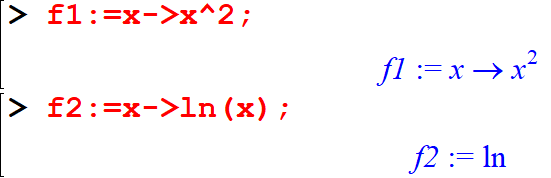 > f1:=x->x^2;
f1 := x → x²
> f2:=x->ln(x);
f2 := ln